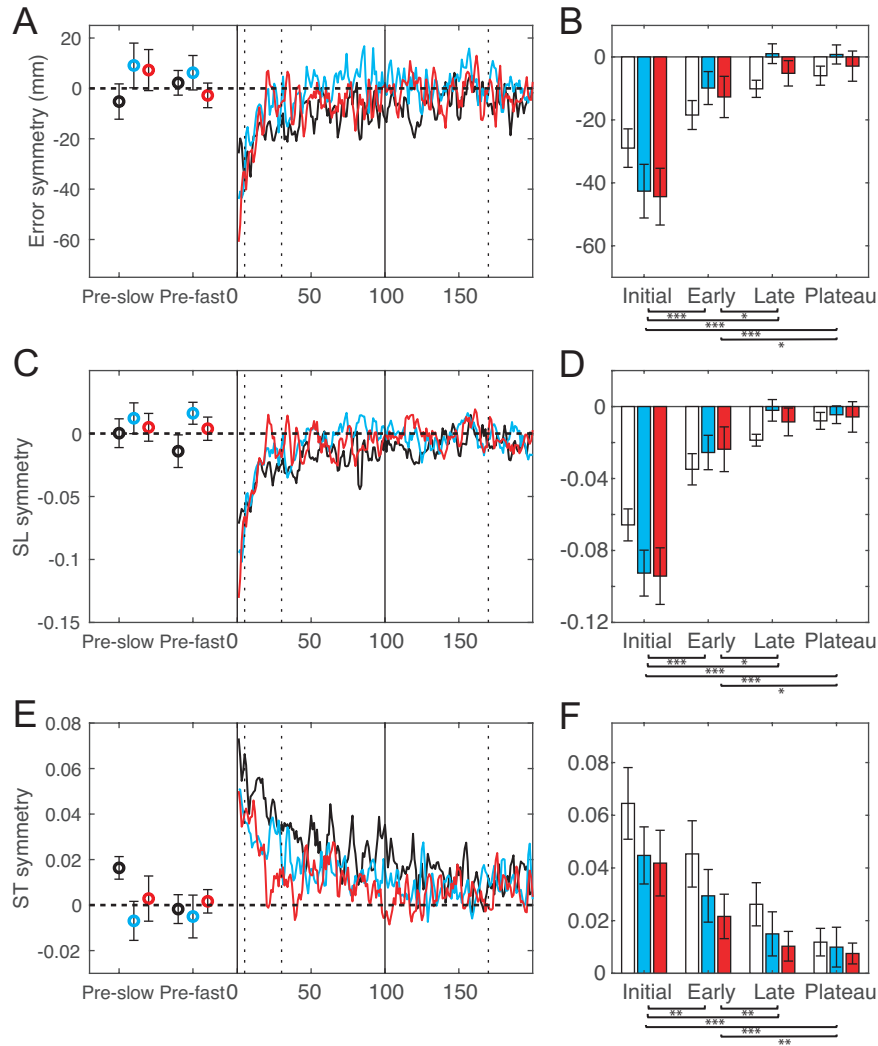 A
Error symmetry (mm)
20
0
-20
-40
-60
Pre-slow Pre-fast 0 50 100 150
B
0
-20
-40
-60
Initial Early Late Plateau
*** *
***
***
*
C
SL symmetry
0
-0.05
-0.1
-0.15
Pre-slow Pre-fast 0 50 100 150
D
0
-0.04
-0.08
-0.12
Initial Early Late Plateau
*** *
***
***
*
E
ST symmetry
0.08
0.06
0.04
0.02
0
-0.02
Pre-slow Pre-fast 0 50 100 150
F
0.08
0.06
0.04
0.02
0
Initial Early Late Plateau
** **
***
***
**